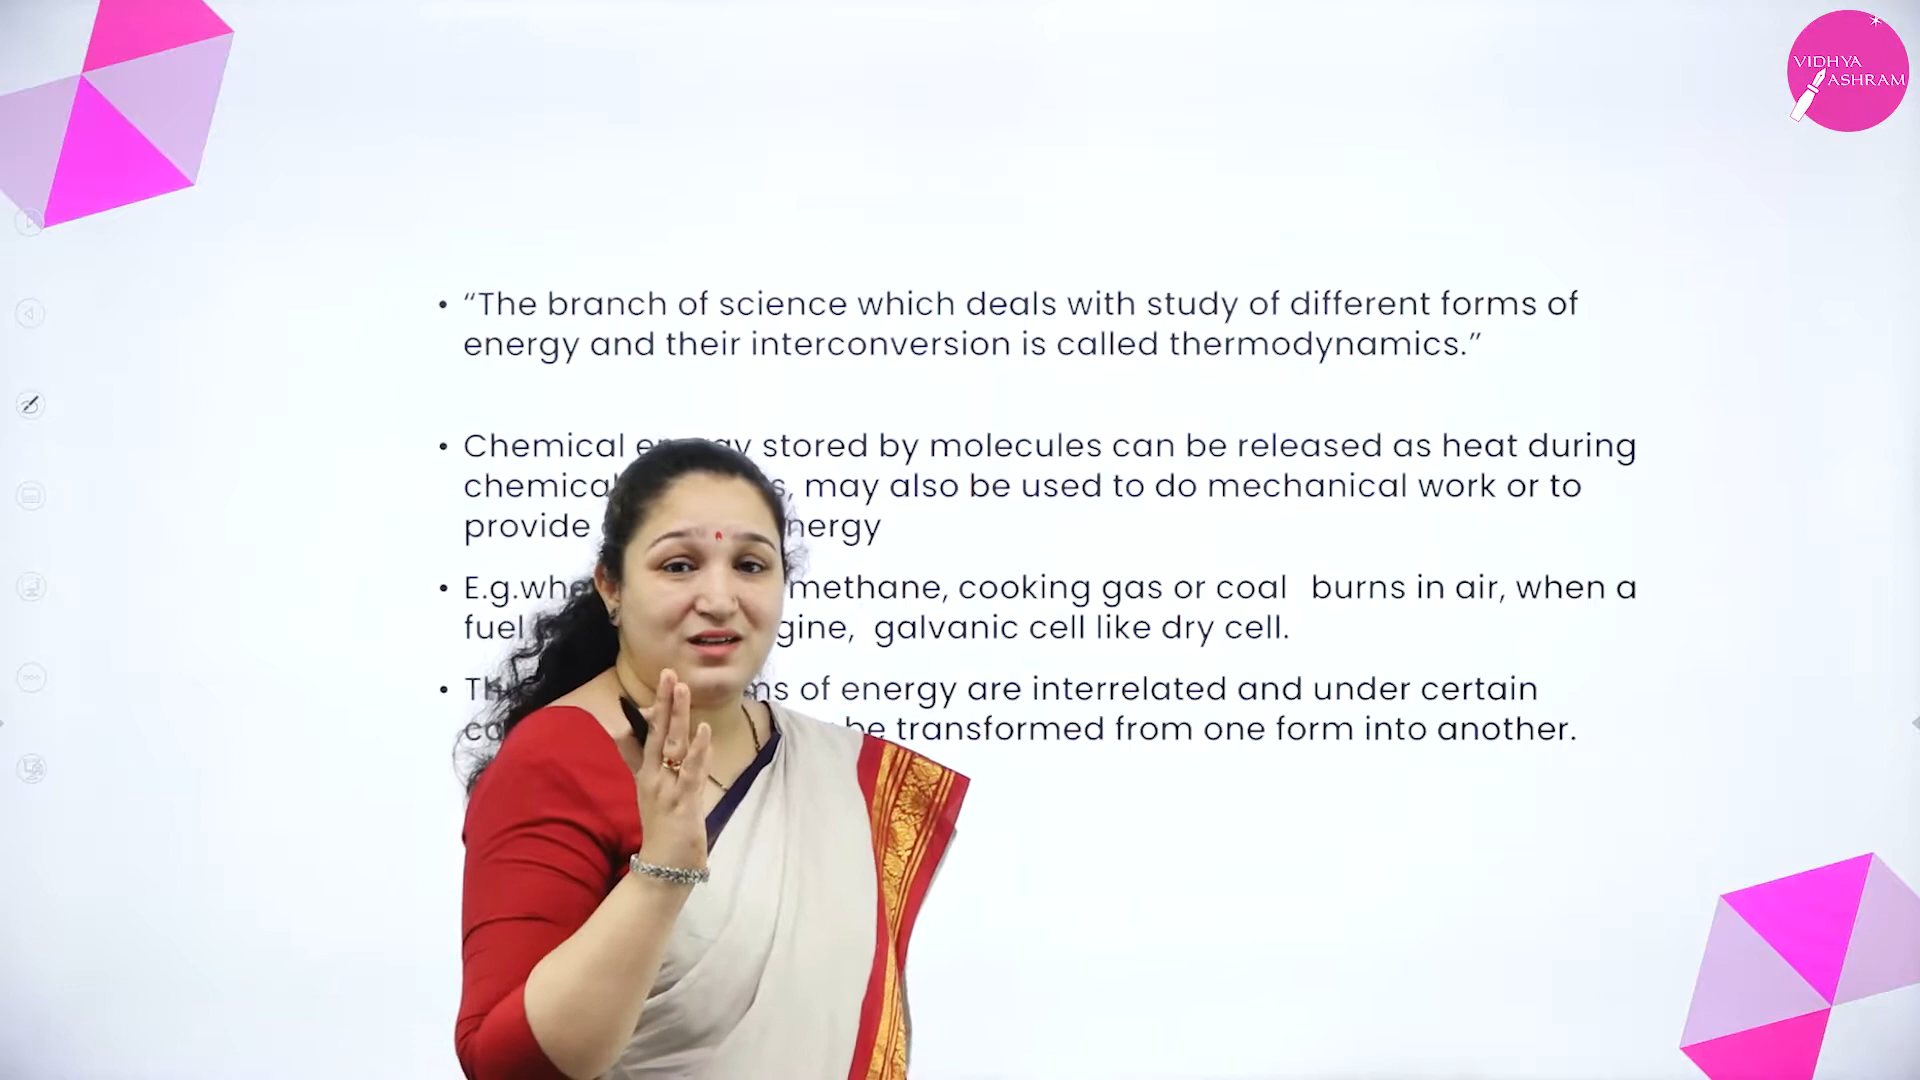 VIDHYA
ASHRAM
• “The branch of science which deals with study of different forms of
energy and their interconversion is called thermodynamics.”
• Chemical stored by molecules can be released as heat during
chemical may also be used to do mechanical work or to
provide
• E.g. methane, cooking gas or coal burns in air, when a
fuel galvanic cell like dry cell.
• of energy are interrelated and under certain
be transformed from one form into another.